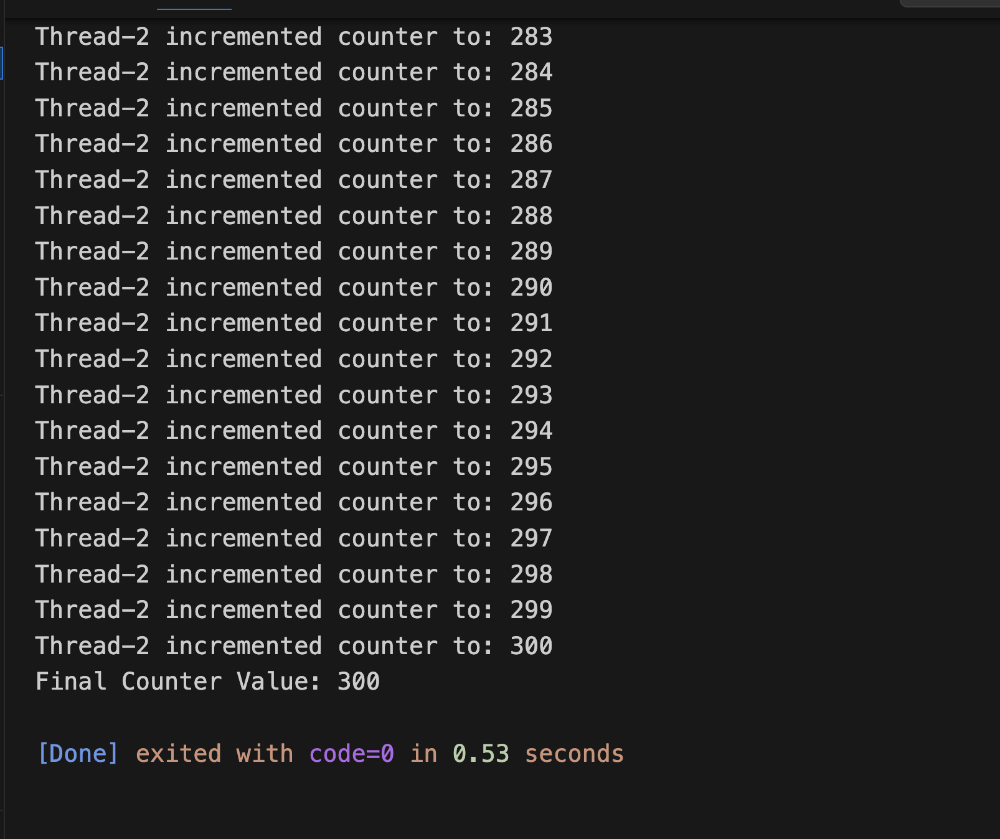 Thread-2 incremented counter to: 283
Thread-2 incremented counter to: 284
Thread-2 incremented counter to: 285
Thread-2 incremented counter to: 286
Thread-2 incremented counter to: 287
Thread-2 incremented counter to: 288
Thread-2 incremented counter to: 289
Thread-2 incremented counter to: 290
Thread-2 incremented counter to: 291
Thread-2 incremented counter to: 292
Thread-2 incremented counter to: 293
Thread-2 incremented counter to: 294
Thread-2 incremented counter to: 295
Thread-2 incremented counter to: 296
Thread-2 incremented counter to: 297
Thread-2 incremented counter to: 298
Thread-2 incremented counter to: 299
Thread-2 incremented counter to: 300
Final Counter Value: 300
[Done] exited with code=0 in 0.53 seconds